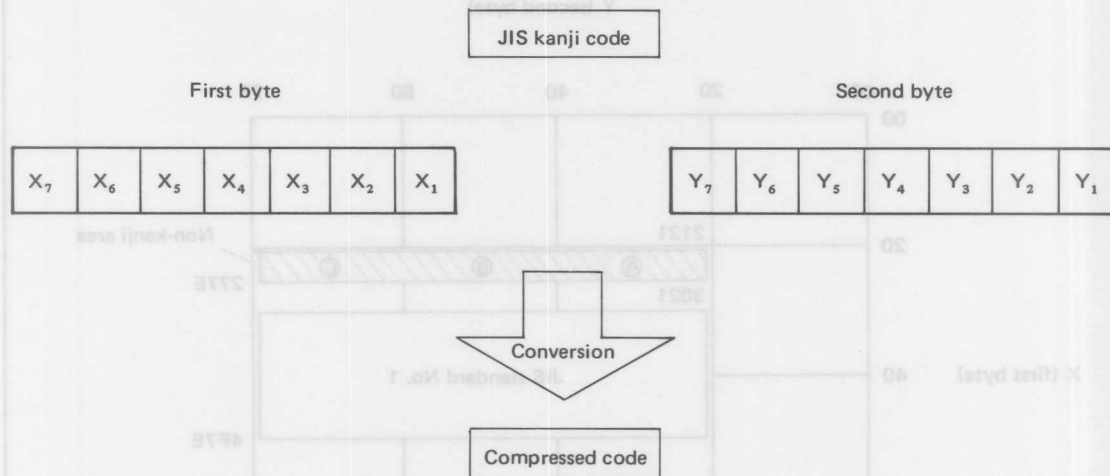 JIS kanji code
First byte Second byte
X₇ X₆ X₅ X₄ X₃ X₂ X₁ Y₇ Y₆ Y₅ Y₄ Y₃ Y₂ Y₁
Conversion
Compressed code